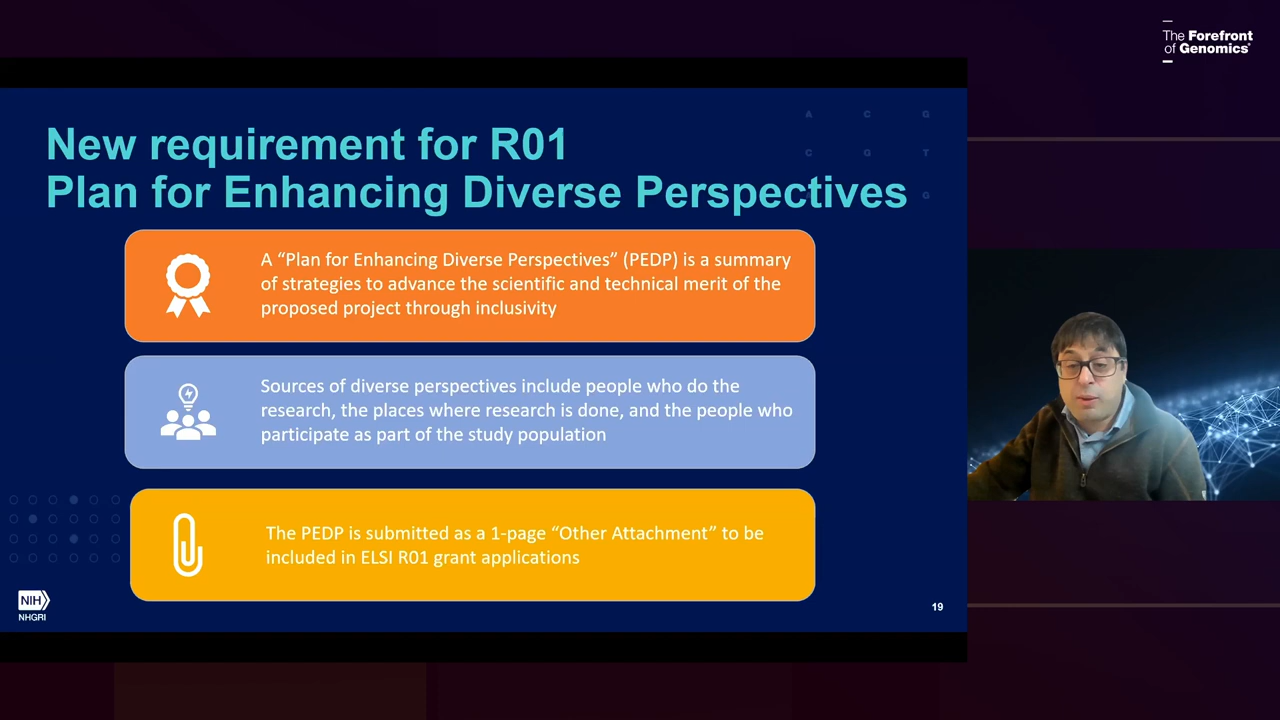 The Forefront
of Genomics®
A C G
C G T
G
New requirement for R01
Plan for Enhancing Diverse Perspectives
A “Plan for Enhancing Diverse Perspectives” (PEDP) is a summary
of strategies to advance the scientific and technical merit of the
proposed project through inclusivity
Sources of diverse perspectives include people who do the
research, the places where research is done, and the people who
participate as part of the study population
The PEDP is submitted as a 1-page “Other Attachment” to be
included in ELSI R01 grant applications
NIH
NHGRI
19